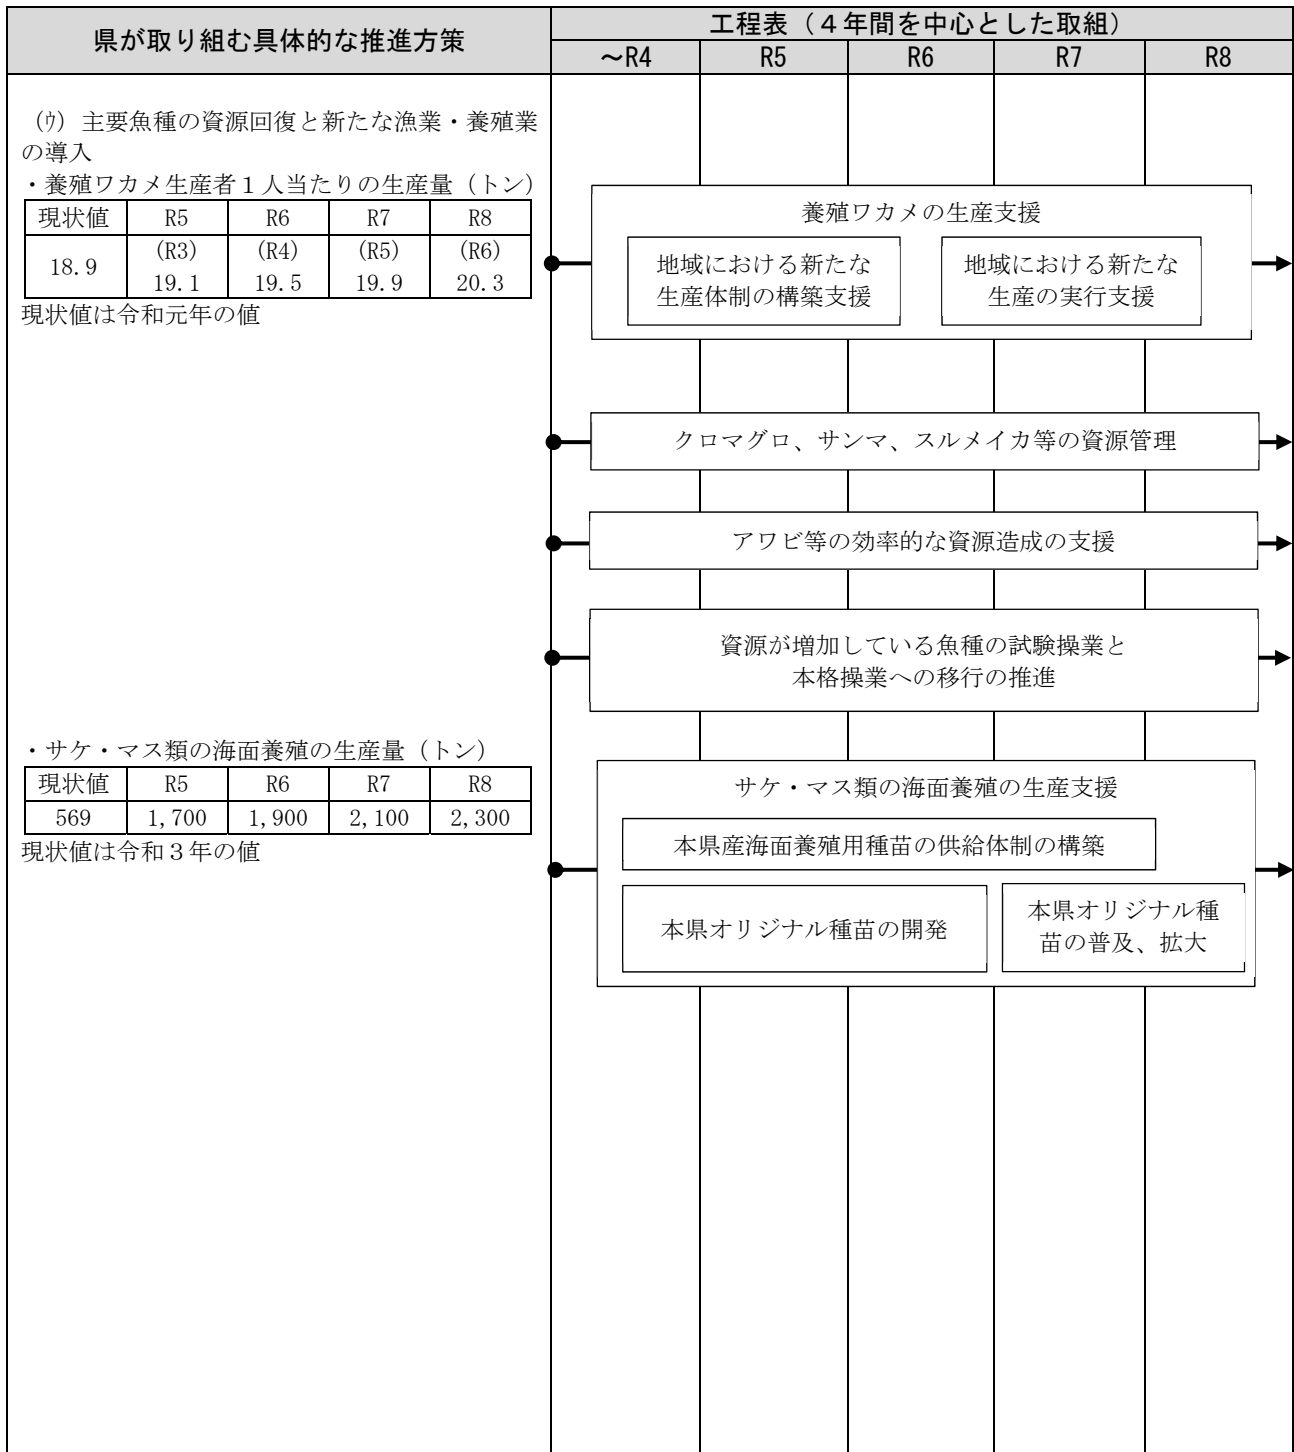 県が取り組む具体的な推進方策
工程表（４年間を中心とした取組）
～R4 R5 R6 R7 R8
(ｳ) 主要魚種の資源回復と新たな漁業・養殖業
の導入
・養殖ワカメ生産者１人当たりの生産量（トン）
現状値 R5 R6 R7 R8
18.9 (R3) (R4) (R5) (R6)
19.1 19.5 19.9 20.3
現状値は令和元年の値
養殖ワカメの生産支援
地域における新たな
生産体制の構築支援
地域における新たな
生産の実行支援
クロマグロ、サンマ、スルメイカ等の資源管理
アワビ等の効率的な資源造成の支援
資源が増加している魚種の試験操業と
本格操業への移行の推進
・サケ・マス類の海面養殖の生産量（トン）
現状値 R5 R6 R7 R8
569 1,700 1,900 2,100 2,300
現状値は令和３年の値
サケ・マス類の海面養殖の生産支援
本県産海面養殖用種苗の供給体制の構築
本県オリジナル種苗の開発
本県オリジナル種
苗の普及、拡大